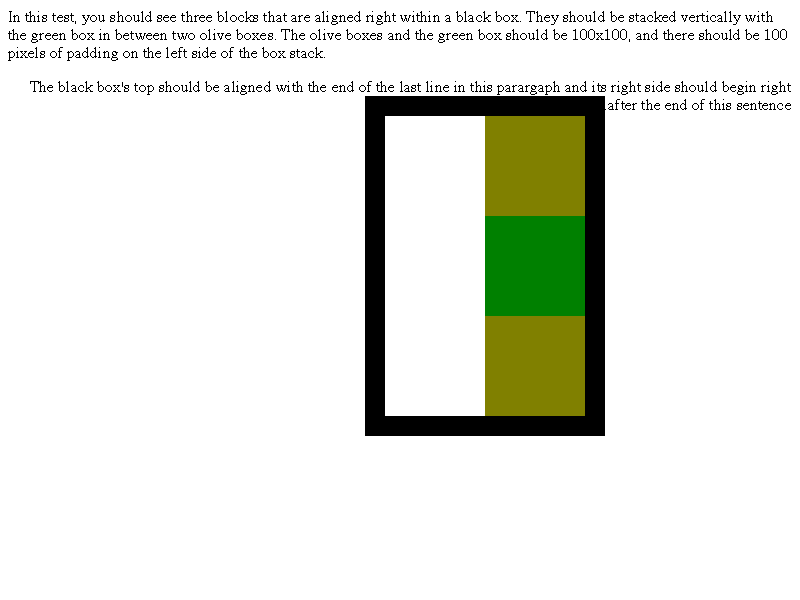 In this test, you should see three blocks that are aligned right within a black box. They should be stacked vertically with
the green box in between two olive boxes. The olive boxes and the green box should be 100x100, and there should be 100
pixels of padding on the left side of the box stack.
The black box's top should be aligned with the end of the last line in this parargaph and its right side should begin right
.after the end of this sentence